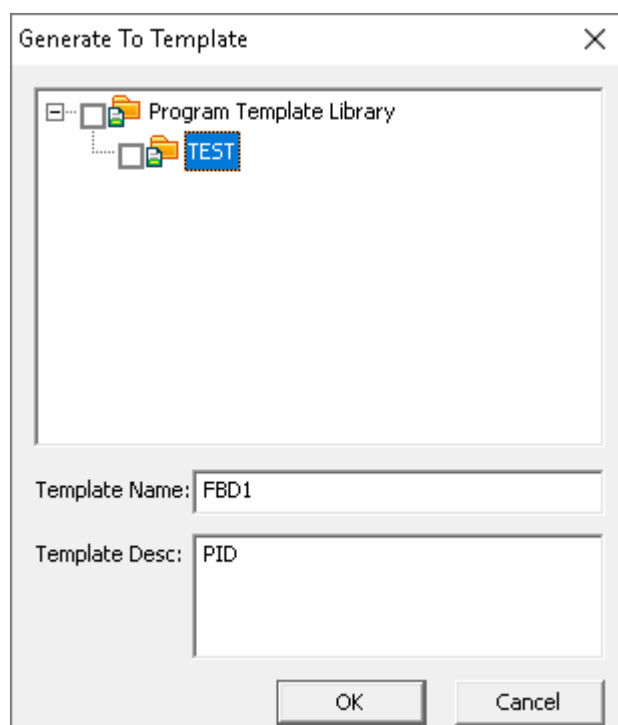 Generate To Template
Program Template Library
TEST
Template Name: FBD1
Template Desc: PID
OK Cancel